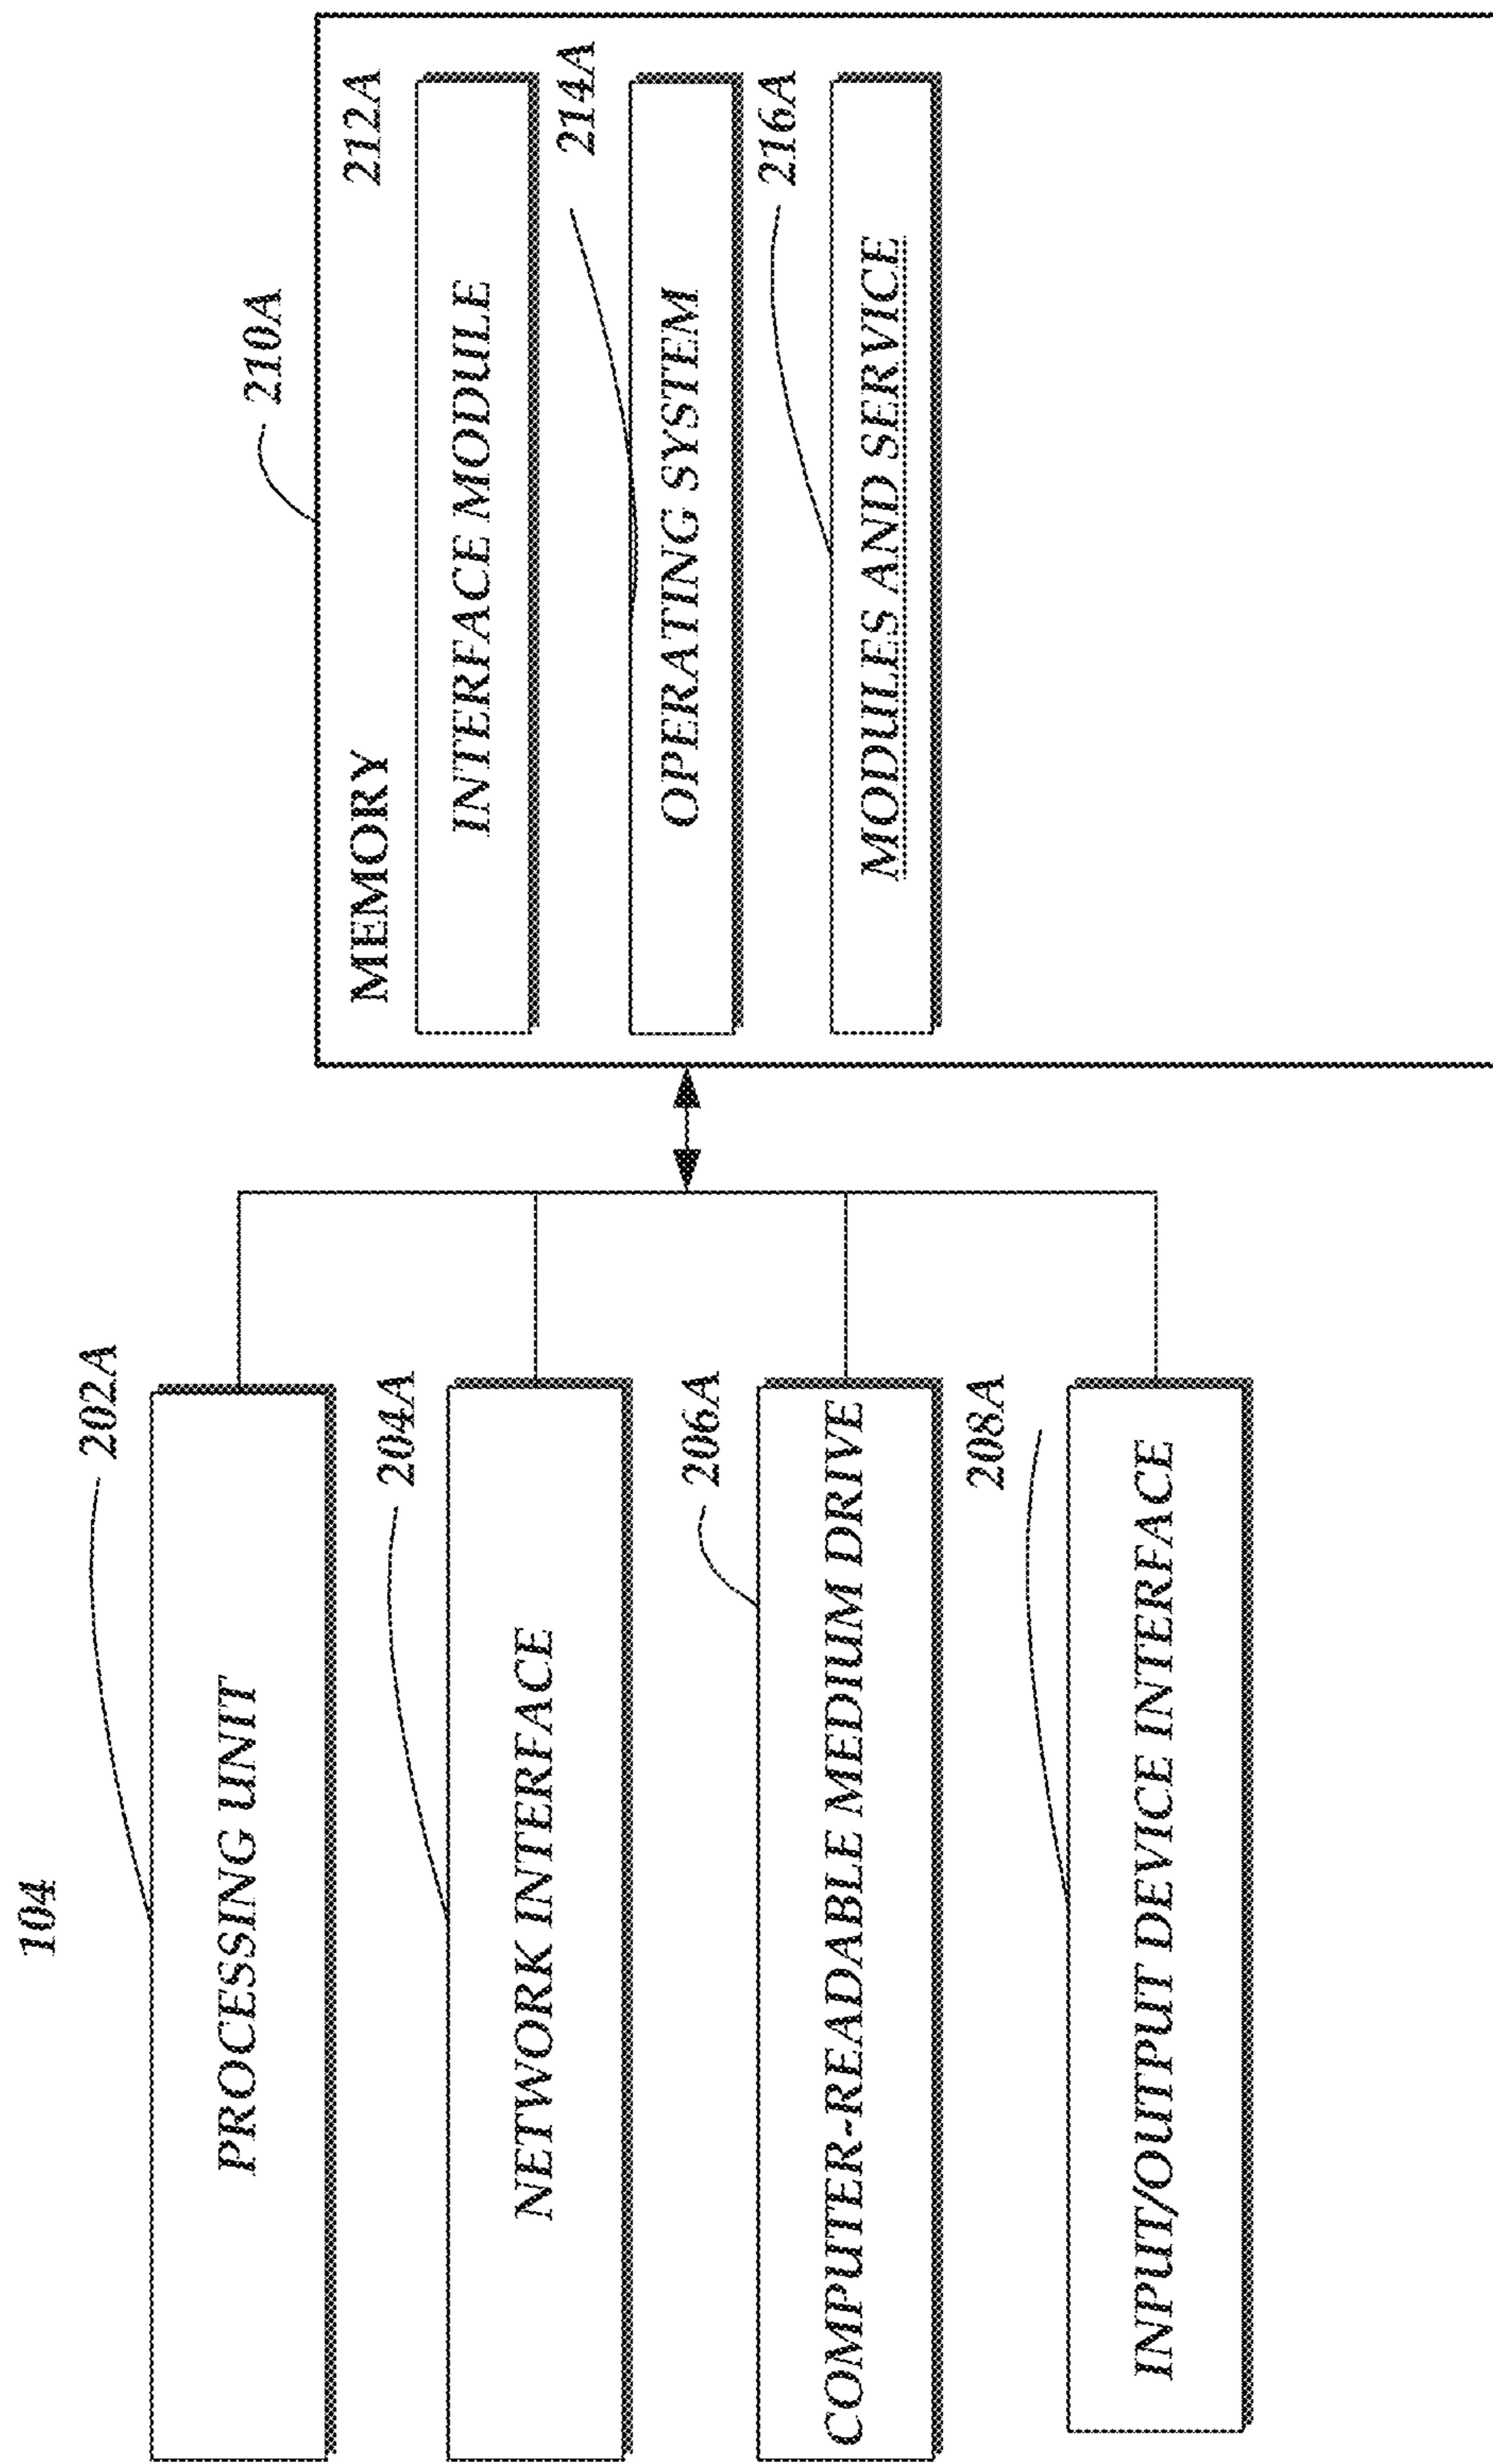 104
202A
PROCESSING UNIT
204A
NETWORK INTERFACE
206A
COMPUTER-READABLE MEDIUM DRIVE
208A
INPUT/OUTPUT DEVICE INTERFACE
210A
MEMORY
212A
INTERFACE MODULE
214A
OPERATING SYSTEM
216A
MODULES AND SERVICE